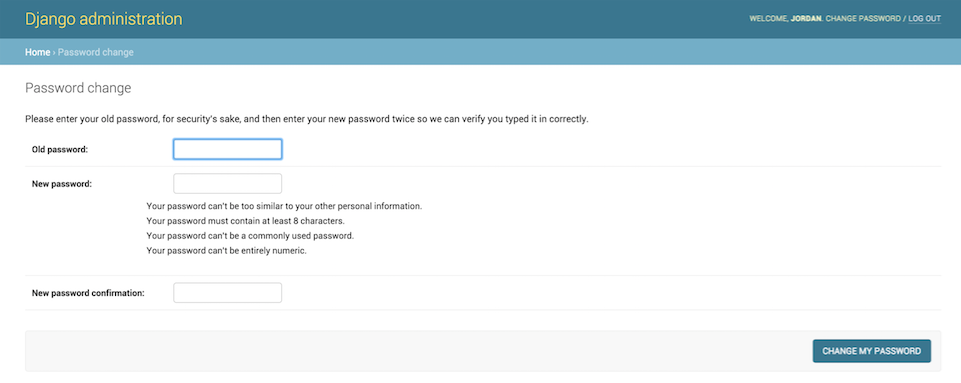 Django administration
WELCOME, JORDAN. CHANGE PASSWORD / LOG OUT
Home › Password change
Password change
Please enter your old password, for security's sake, and then enter your new password twice so we can verify you typed it in correctly.
Old password:
New password:
Your password can't be too similar to your other personal information.
Your password must contain at least 8 characters.
Your password can't be a commonly used password.
Your password can't be entirely numeric.
New password confirmation:
CHANGE MY PASSWORD